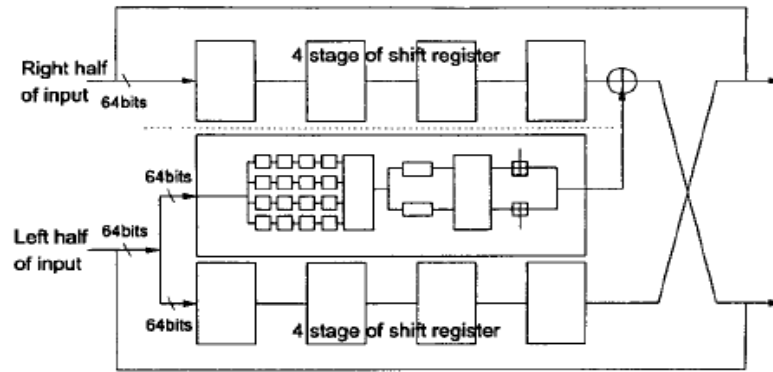 4 stage of shift register
Right half
of input
64bits
64bits
Left half
64bits
of input
64bits
4 stage of shift register